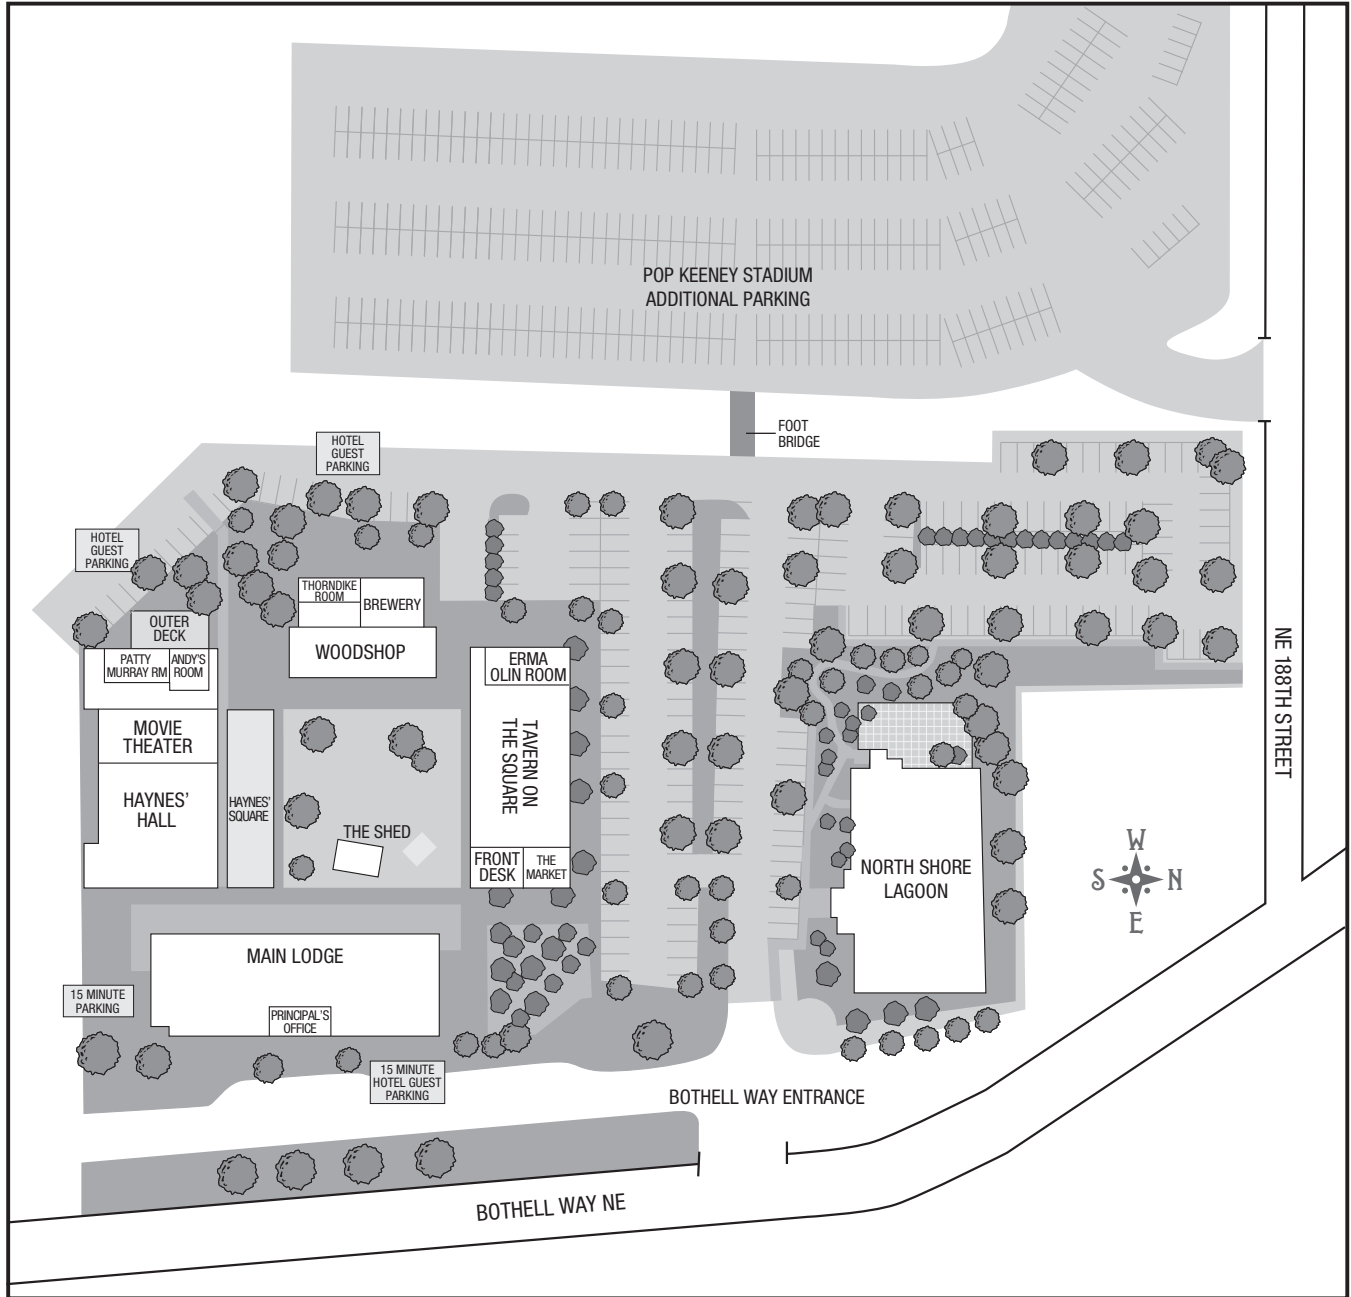 POP KEENEY STADIUM
ADDITIONAL PARKING
FOOT
BRIDGE
HOTEL
GUEST
PARKING
HOTEL
GUEST
PARKING
THORNDIKE
ROOM
BREWERY
WOODSHOP
OUTER
DECK
PATTY
MURRAY RM
ANDY'S
ROOM
MOVIE
THEATER
HAYNES'
HALL
HAYNES'
SQUARE
THE SHED
ERMA
OLIN ROOM
TAVERN ON
THE SQUARE
FRONT
DESK
THE
MARKET
NORTH SHORE
LAGOON
NE 188TH STREET
W
S
N
E
MAIN LODGE
PRINCIPAL'S
OFFICE
15 MINUTE
PARKING
15 MINUTE
HOTEL GUEST
PARKING
BOTHELL WAY ENTRANCE
BOTHELL WAY NE